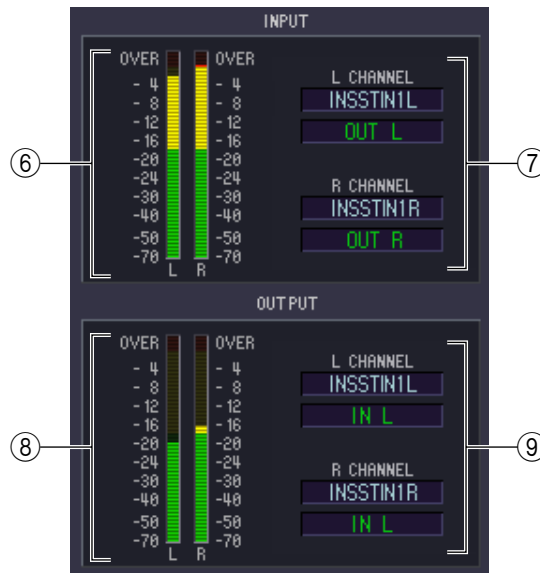 INPUT
OVER OVER
- 4 - 4
- 8 - 8
-12 -12
-16 -16
-20 -20
-24 -24
-30 -30
-40 -40
-50 -50
-70 -70
L R
L CHANNEL
INSSTIN1L
OUT L
R CHANNEL
INSSTIN1R
OUT R
6
7
OUTPUT
OVER OVER
- 4 - 4
- 8 - 8
-12 -12
-16 -16
-20 -20
-24 -24
-30 -30
-40 -40
-50 -50
-70 -70
L R
L CHANNEL
INSSTIN1L
IN L
R CHANNEL
INSSTIN1R
IN L
8
9